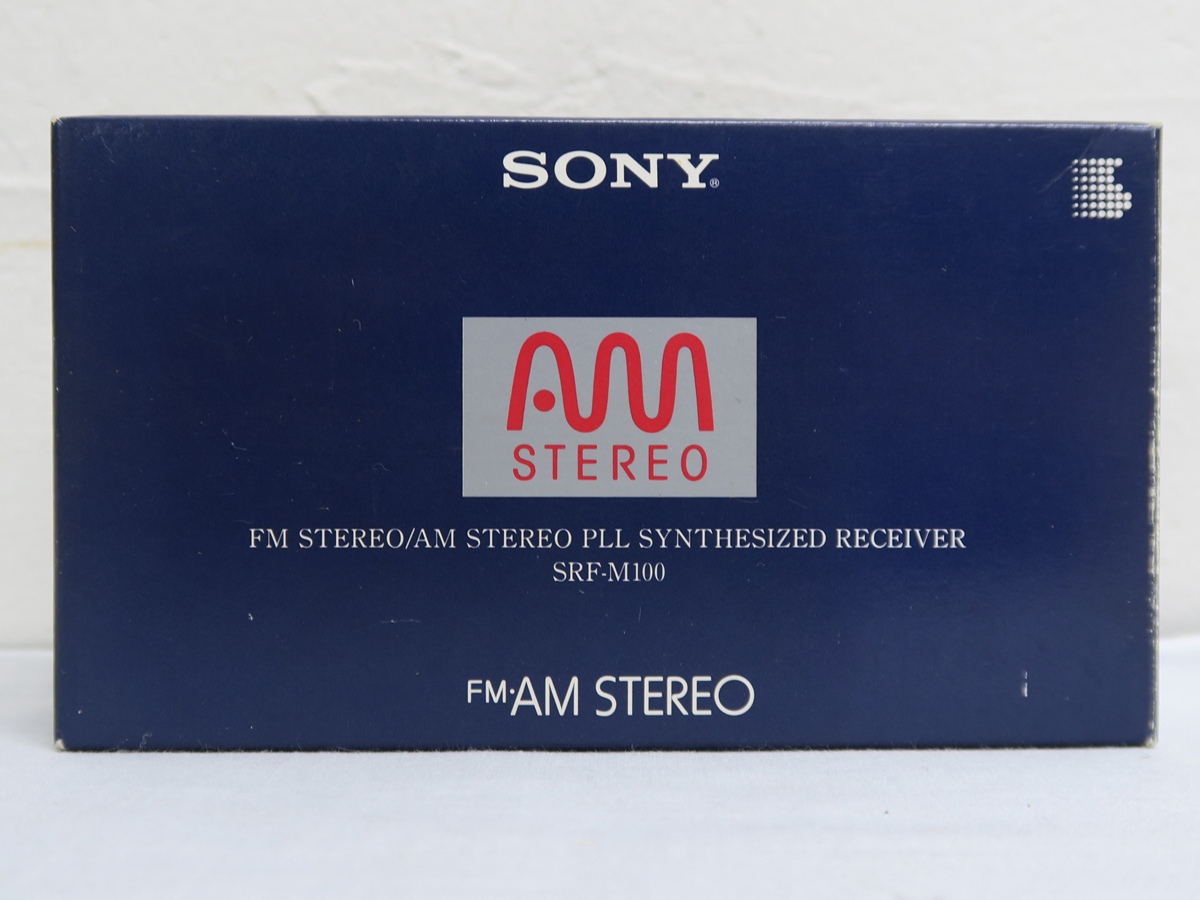 SONY®
AM
STEREO
FM STEREO/AM STEREO PLL SYNTHESIZED RECEIVER
SRF-M100
FM·AM STEREO